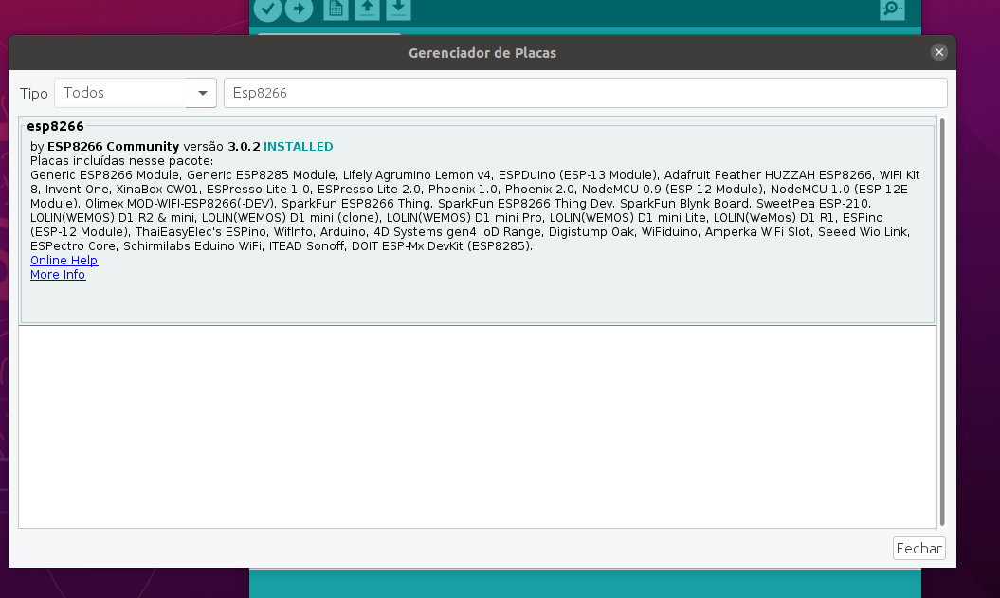 Gerenciador de Placas
Tipo Todos Esp8266
esp8266
by ESP8266 Community versão 3.0.2 INSTALLED
Placas incluídas nesse pacote:
Generic ESP8266 Module, Generic ESP8285 Module, Lifely Agrumino Lemon v4, ESPDuino (ESP-13 Module), Adafruit Feather HUZZAH ESP8266, WiFi Kit
8, Invent One, XinaBox CW01, ESPresso Lite 1.0, ESPresso Lite 2.0, Phoenix 1.0, Phoenix 2.0, NodeMCU 0.9 (ESP-12 Module), NodeMCU 1.0 (ESP-12E
Module), Olimex MOD-WIFI-ESP8266(-DEV), SparkFun ESP8266 Thing, SparkFun ESP8266 Thing Dev, SparkFun Blynk Board, SweetPea ESP-210,
LOLIN(WEMOS) D1 R2 & mini, LOLIN(WEMOS) D1 mini (clone), LOLIN(WEMOS) D1 mini Pro, LOLIN(WEMOS) D1 mini Lite, LOLIN(WeMos) D1 R1, ESPino
(ESP-12 Module), ThaiEasyElec's ESPino, WifInfo, Arduino, 4D Systems gen4 IoD Range, Digistump Oak, WiFiduino, Amperka WiFi Slot, Seeed Wio Link,
ESPectro Core, Schirmilabs Eduino WiFi, ITEAD Sonoff, DOIT ESP-Mx DevKit (ESP8285).
Online Help
More Info
Fechar